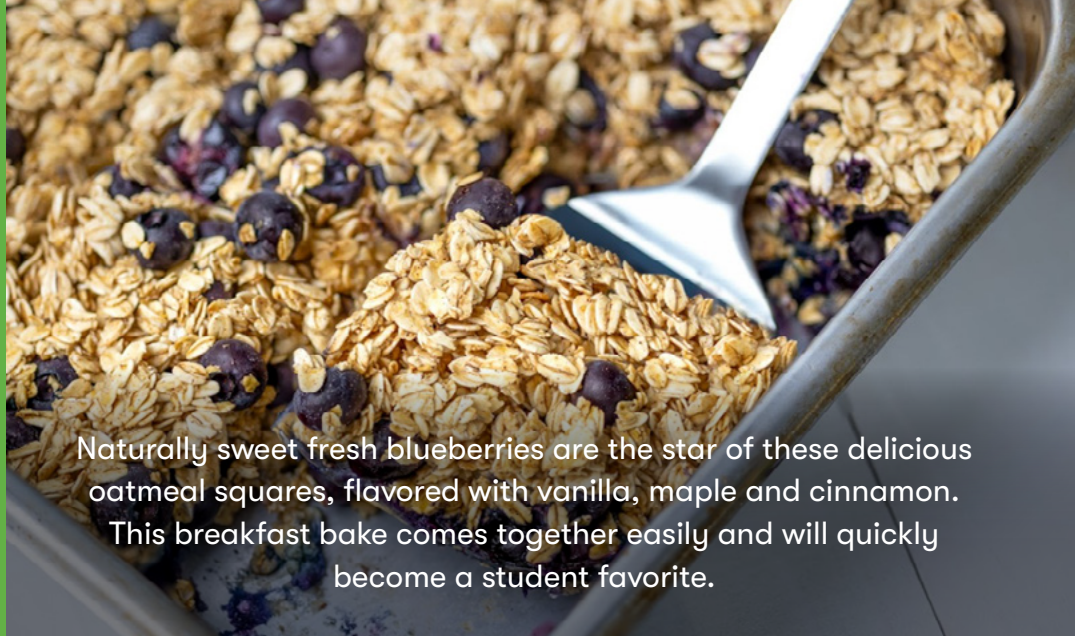 Naturally sweet fresh blueberries are the star of these delicious
oatmeal squares, flavored with vanilla, maple and cinnamon.
This breakfast bake comes together easily and will quickly
become a student favorite.